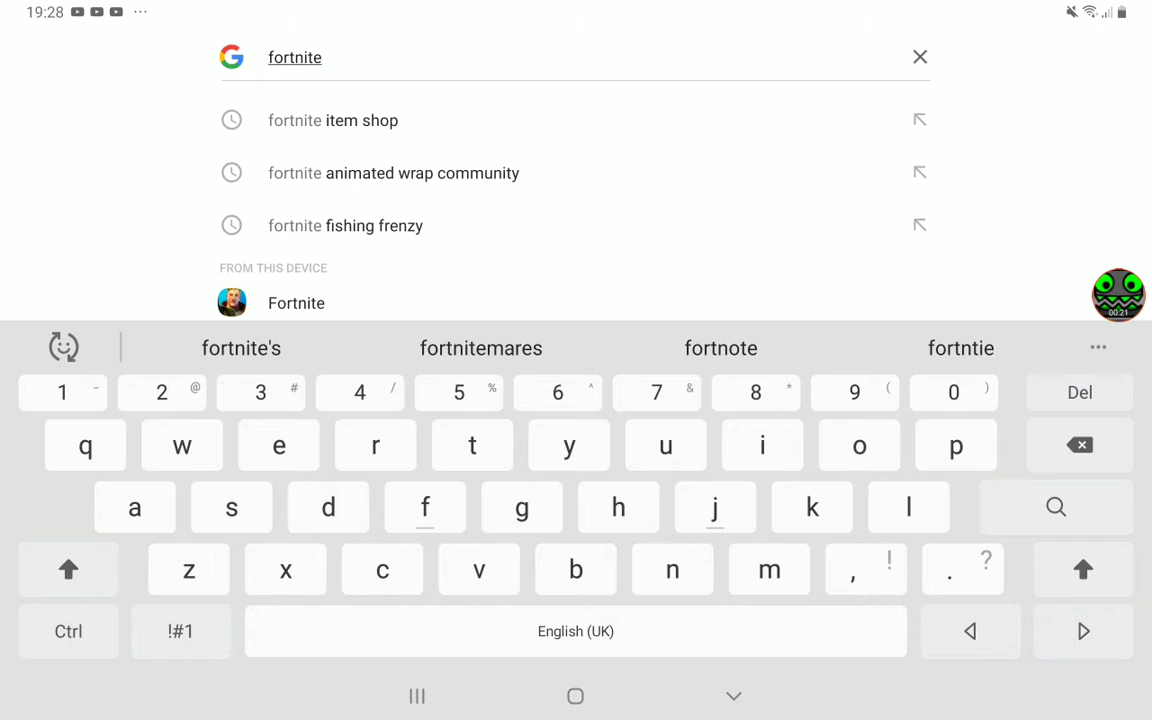 19:28 ...
fortnite
fortnite item shop
fortnite animated wrap community
fortnite fishing frenzy
FROM THIS DEVICE
Fortnite
00:21
fortnite's fortnitemares fortnote fortntie ...
1 - 2 @ 3 # 4 / 5 % 6 ^ 7 & 8 * 9 ( 0 ) Del
q w e r t y u i o p
a s d f g h j k l
z x c v b n m , ! . ?
Ctrl !#1 English (UK)